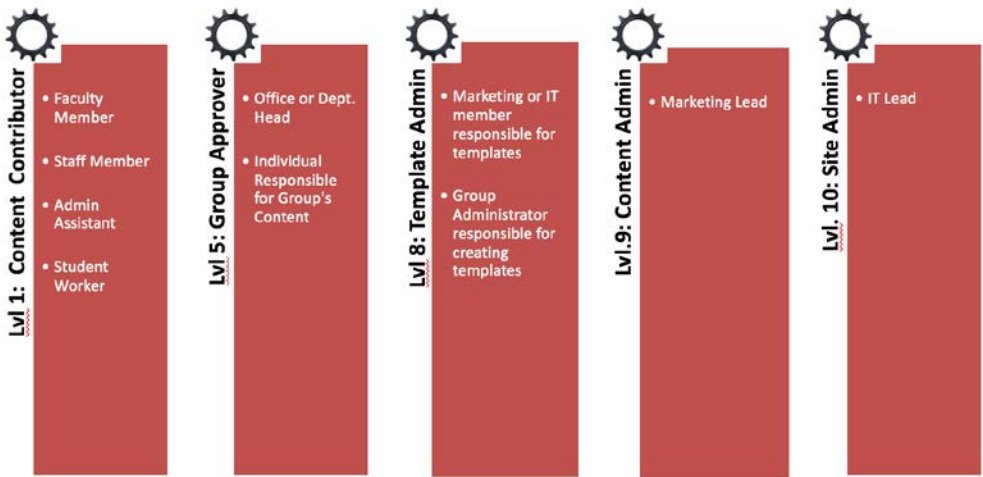 Lvl 1:  Content  Contributor
• Faculty
Member
• Staff Member
• Admin
Assistant
• Student
Worker
Lvl 5: Group Approver
• Office or Dept.
Head
• Individual
Responsible
for Group's
Content
Lvl 8: Template Admin
• Marketing or IT
member
responsible for
templates
• Group
Administrator
responsible for
creating
templates
Lvl.9: Content Admin
• Marketing Lead
Lvl. 10: Site Admin
• IT Lead